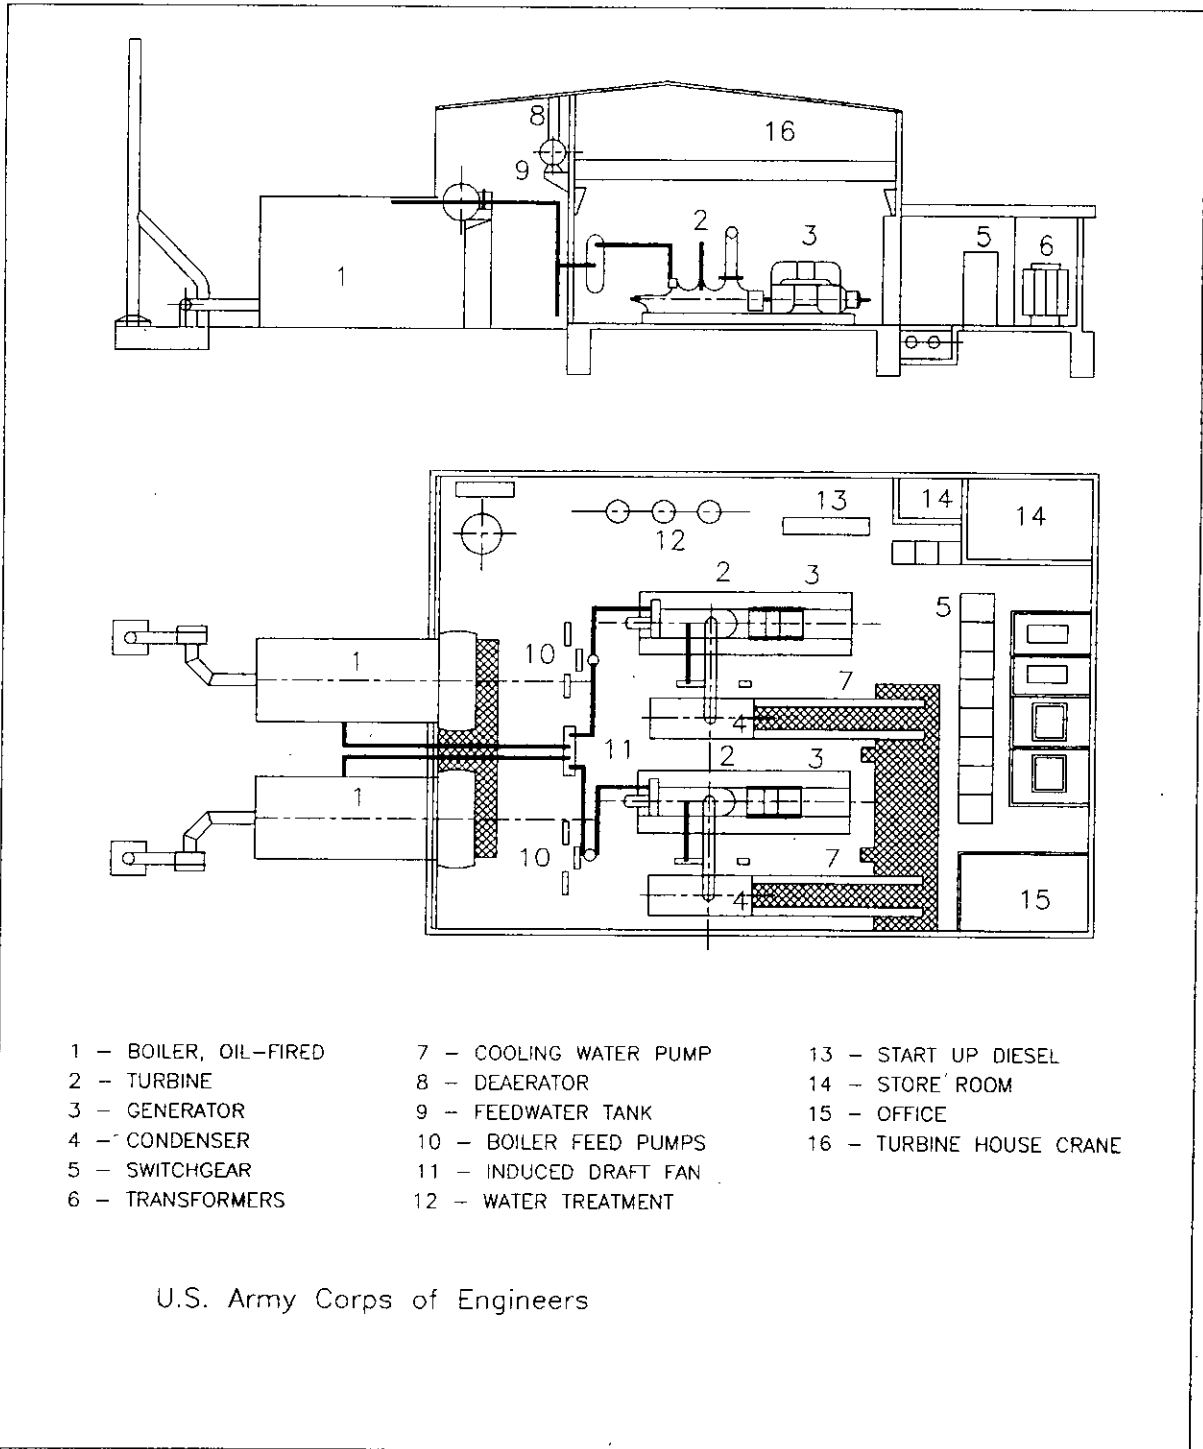 8
16
9
2
3
5
6
1
13
14
14
12
2
3
5
1
10
7
4
11
2
3
1
10
7
4
15
1 – BOILER, OIL–FIRED
2 – TURBINE
3 – GENERATOR
4 – CONDENSER
5 – SWITCHGEAR
6 – TRANSFORMERS
7 – COOLING WATER PUMP
8 – DEAERATOR
9 – FEEDWATER TANK
10 – BOILER FEED PUMPS
11 – INDUCED DRAFT FAN
12 – WATER TREATMENT
13 – START UP DIESEL
14 – STORE ROOM
15 – OFFICE
16 – TURBINE HOUSE CRANE
U.S. Army Corps of Engineers